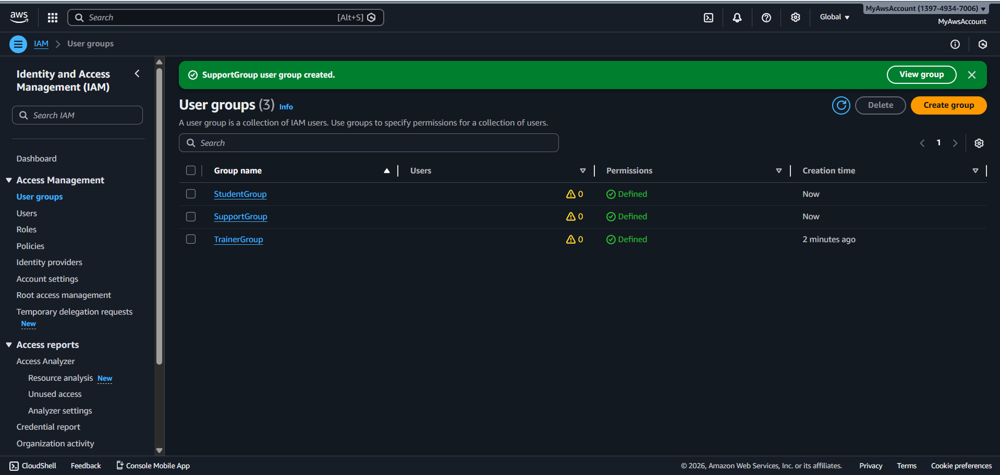 aws
Search [Alt+S]
Global
MyAwsAccount (1397-4934-7006)
MyAwsAccount
IAM
User groups
Identity and Access
Management (IAM)
Search IAM
Dashboard
Access Management
User groups
Users
Roles
Policies
Identity providers
Account settings
Root access management
Temporary delegation requests
New
Access reports
Access Analyzer
Resource analysis New
Unused access
Analyzer settings
Credential report
Organization activity
SupportGroup user group created.
View group
User groups (3) Info
Delete
Create group
A user group is a collection of IAM users. Use groups to specify permissions for a collection of users.
Search
1
Group name Users Permissions Creation time
StudentGroup 0 Defined Now
SupportGroup 0 Defined Now
TrainerGroup 0 Defined 2 minutes ago
CloudShell Feedback Console Mobile App
© 2026, Amazon Web Services, Inc. or its affiliates. Privacy Terms Cookie preferences